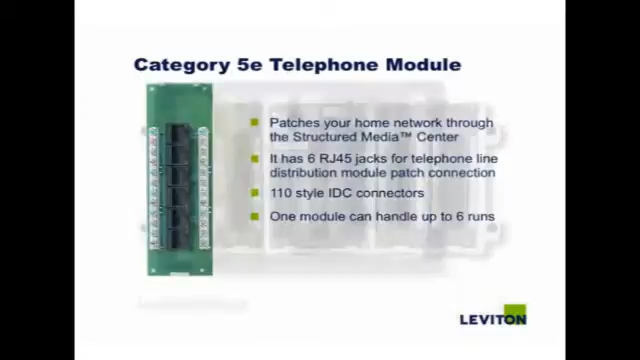 Category 5e Telephone Module
Patches your home network through
the Structured Media™ Center
It has 6 RJ45 jacks for telephone line
distribution module patch connection
110 style IDC connectors
One module can handle up to 6 runs
LEVITON